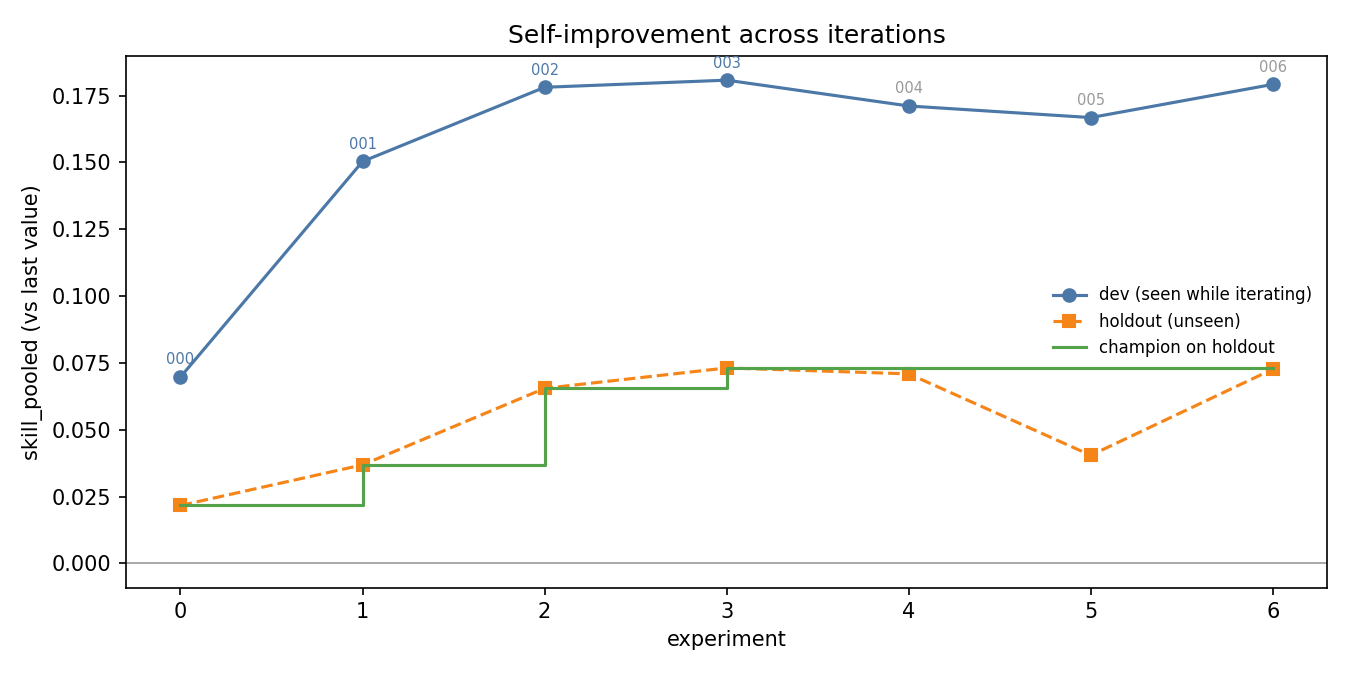 Self-improvement across iterations
skill_pooled (vs last value)
0.175
0.150
0.125
0.100
0.075
0.050
0.025
0.000
000
001
002
003
004
005
006
dev (seen while iterating)
holdout (unseen)
champion on holdout
0 1 2 3 4 5 6
experiment